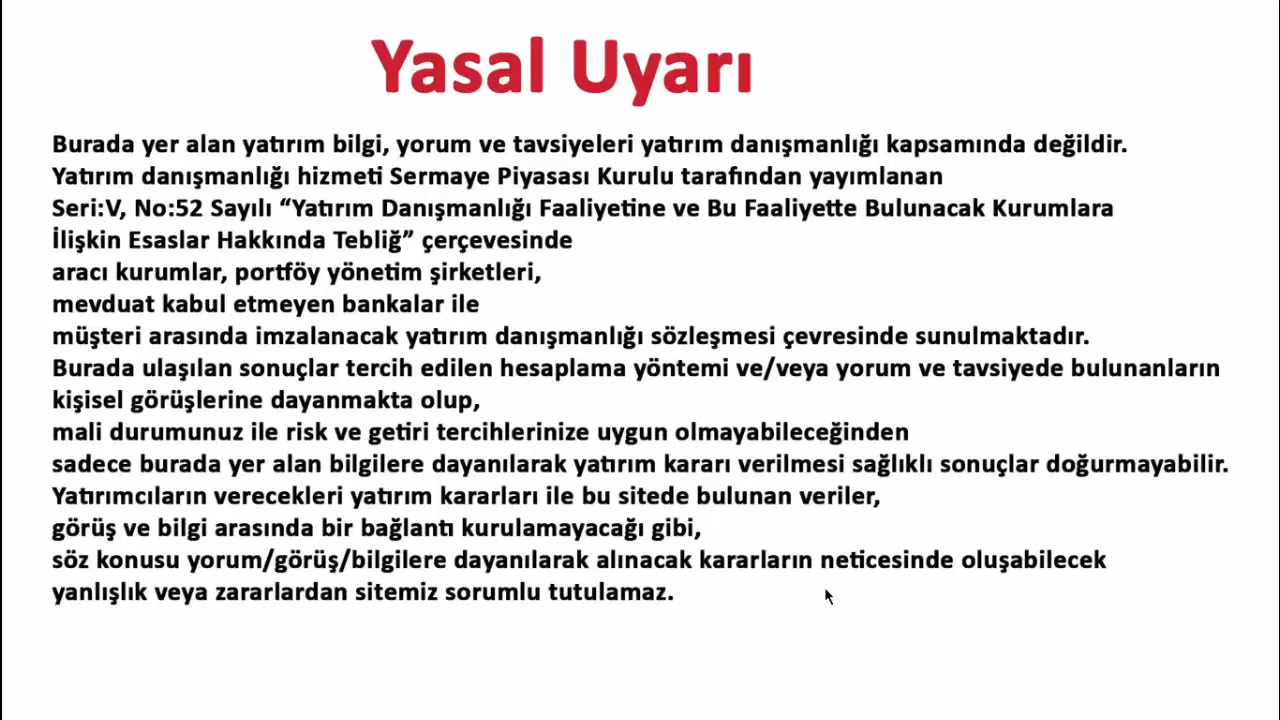 Yasal Uyarı
Burada yer alan yatırım bilgi, yorum ve tavsiyeleri yatırım danışmanlığı kapsamında değildir.
Yatırım danışmanlığı hizmeti Sermaye Piyasası Kurulu tarafından yayımlanan
Seri:V, No:52 Sayılı “Yatırım Danışmanlığı Faaliyetine ve Bu Faaliyette Bulunacak Kurumlara
İlişkin Esaslar Hakkında Tebliğ” çerçevesinde
aracı kurumlar, portföy yönetim şirketleri,
mevduat kabul etmeyen bankalar ile
müşteri arasında imzalanacak yatırım danışmanlığı sözleşmesi çevresinde sunulmaktadır.
Burada ulaşılan sonuçlar tercih edilen hesaplama yöntemi ve/veya yorum ve tavsiyede bulunanların
kişisel görüşlerine dayanmakta olup,
mali durumunuz ile risk ve getiri tercihlerinize uygun olmayabileceğinden
sadece burada yer alan bilgilere dayanılarak yatırım kararı verilmesi sağlıklı sonuçlar doğurmayabilir.
Yatırımcıların verecekleri yatırım kararları ile bu sitede bulunan veriler,
görüş ve bilgi arasında bir bağlantı kurulamayacağı gibi,
söz konusu yorum/görüş/bilgilere dayanılarak alınacak kararların neticesinde oluşabilecek
yanlışlık veya zararlardan sitemiz sorumlu tutulamaz.